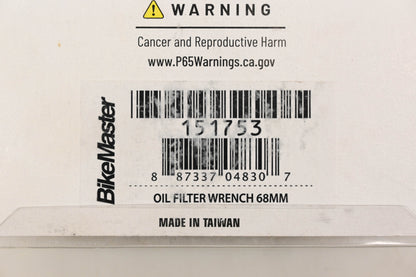 WARNING
Cancer and Reproductive Harm
www.P65Warnings.ca.gov
BikeMaster
151753
8 87337 04830 7
OIL FILTER WRENCH 68MM
MADE IN TAIWAN